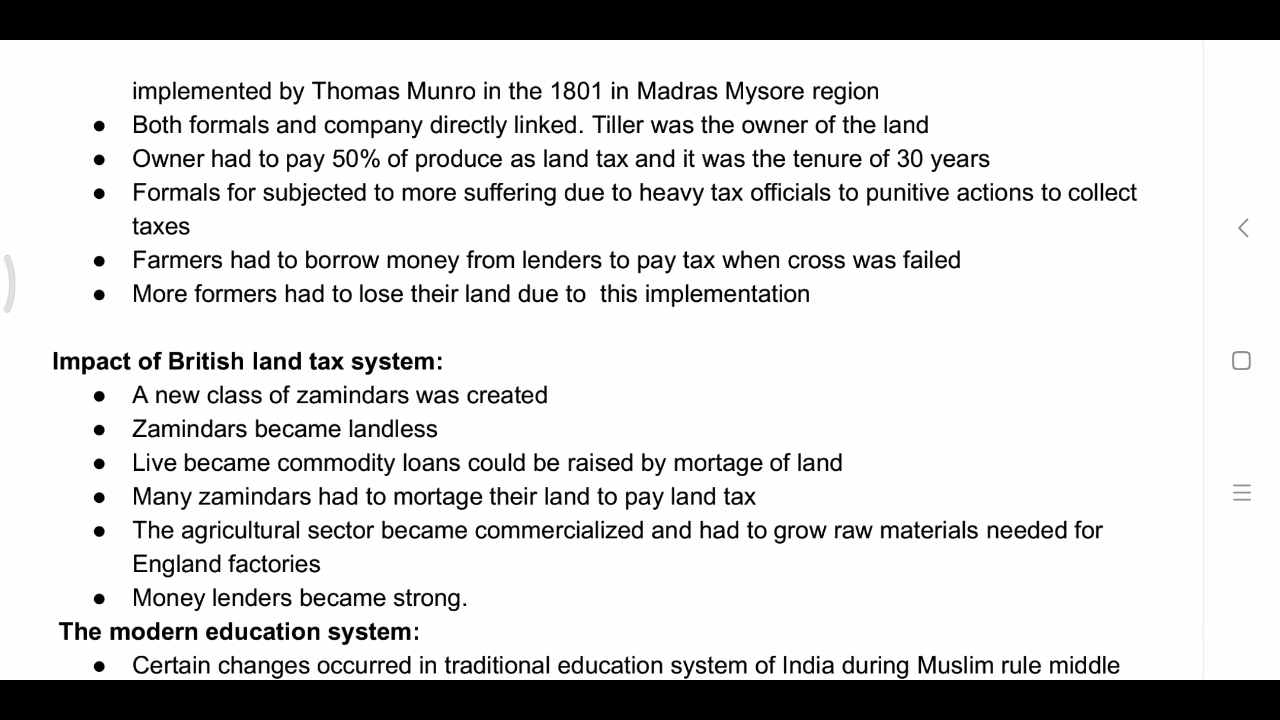 implemented by Thomas Munro in the 1801 in Madras Mysore region
● Both formals and company directly linked. Tiller was the owner of the land
● Owner had to pay 50% of produce as land tax and it was the tenure of 30 years
● Formals for subjected to more suffering due to heavy tax officials to punitive actions to collect
taxes
● Farmers had to borrow money from lenders to pay tax when cross was failed
● More formers had to lose their land due to  this implementation
Impact of British land tax system:
● A new class of zamindars was created
● Zamindars became landless
● Live became commodity loans could be raised by mortage of land
● Many zamindars had to mortage their land to pay land tax
● The agricultural sector became commercialized and had to grow raw materials needed for
England factories
● Money lenders became strong.
The modern education system:
● Certain changes occurred in traditional education system of India during Muslim rule middle